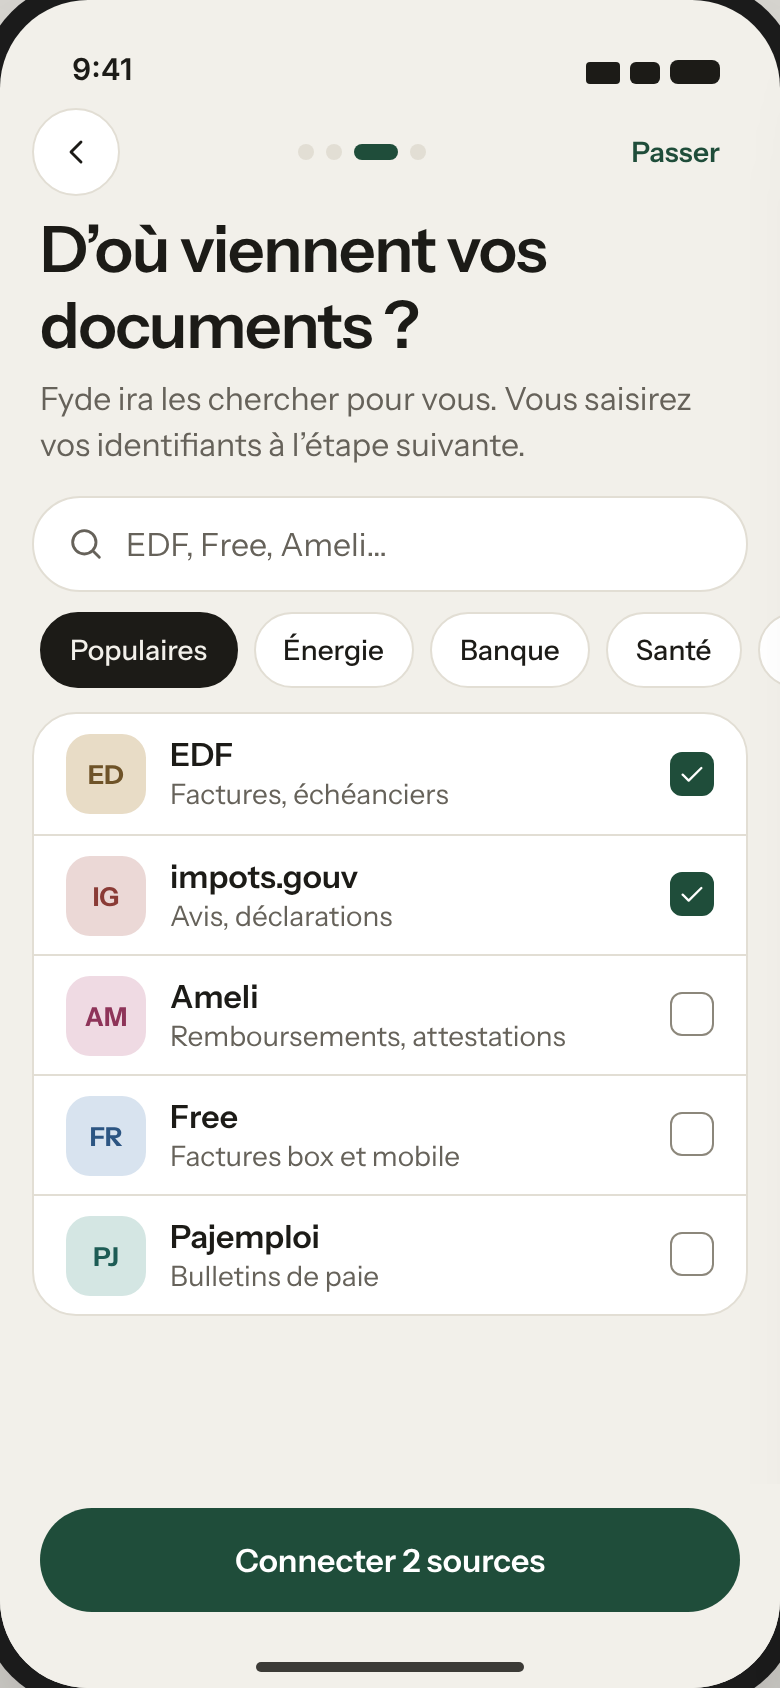 9:41
Passer
D’où viennent vos
documents ?
Fyde ira les chercher pour vous. Vous saisirez
vos identifiants à l’étape suivante.
EDF, Free, Ameli…
Populaires
Énergie
Banque
Santé
ED
EDF
Factures, échéanciers
IG
impots.gouv
Avis, déclarations
AM
Ameli
Remboursements, attestations
FR
Free
Factures box et mobile
PJ
Pajemploi
Bulletins de paie
Connecter 2 sources